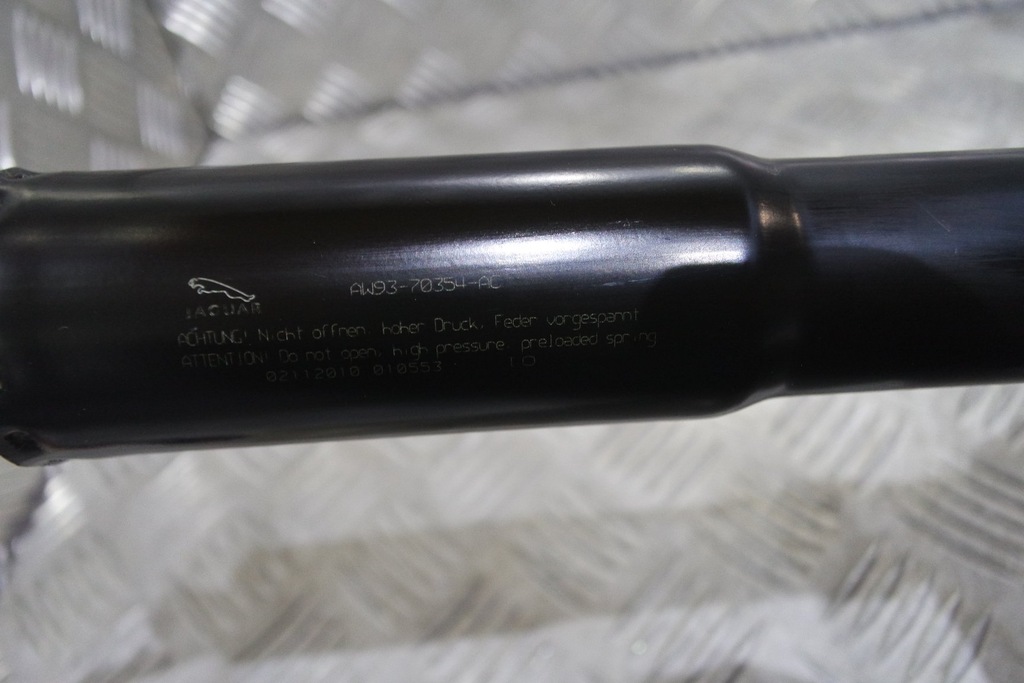 AW93-70354-AC
JAGUAR
ACHTUNG! Nicht offnen, hoher Druck, Feder vorgespannt
ATTENTION! Do not open, high pressure, preloaded spring
02112010 010553 10